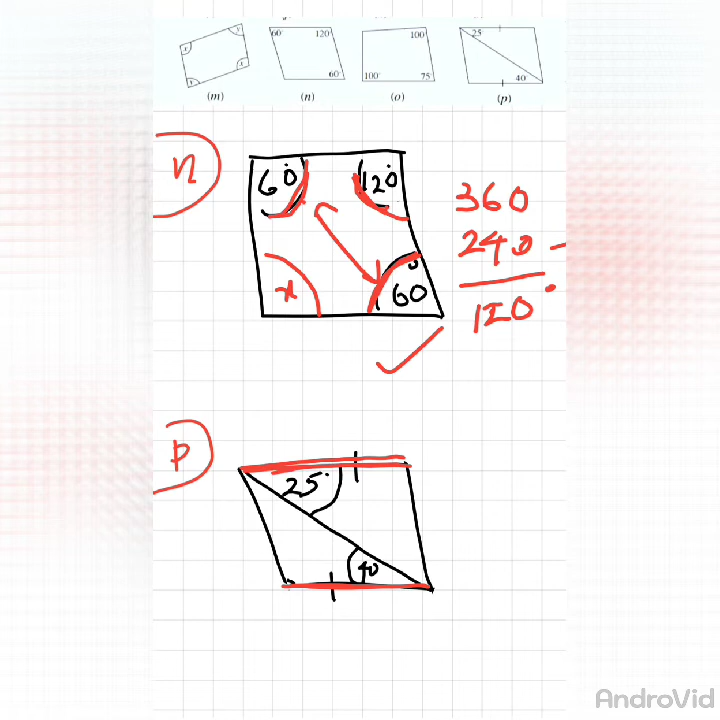 x y x x 60° 120° 60° 100 100° 75° 25° 40°
(m) (n) (o) (p)
n
60° 120°
x 60°
360
240 -
120°
P
25°
40
AndroVid